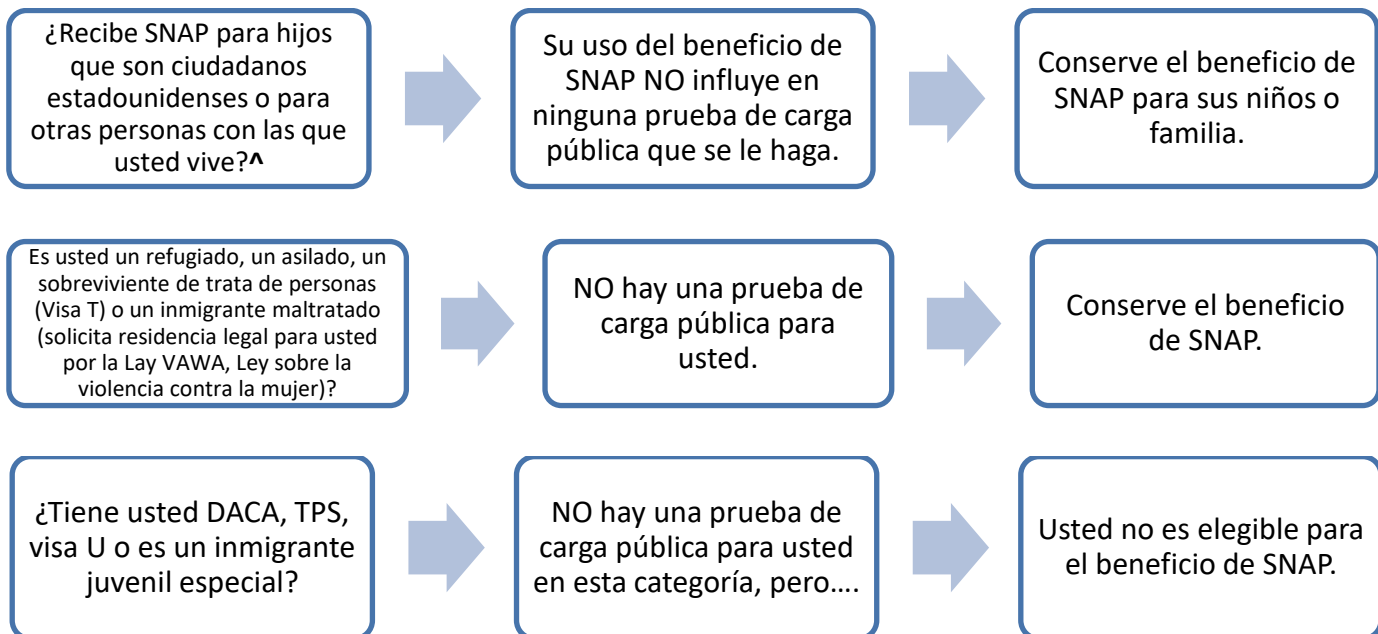 ¿Recibe SNAP para hijos
que son ciudadanos
estadounidenses o para
otras personas con las que
usted vive?^
Su uso del beneficio de
SNAP NO influye en
ninguna prueba de carga
pública que se le haga.
Conserve el beneficio de
SNAP para sus niños o
familia.
Es usted un refugiado, un asilado, un
sobreviviente de trata de personas
(Visa T) o un inmigrante maltratado
(solicita residencia legal para usted
por la Lay VAWA, Ley sobre la
violencia contra la mujer)?
NO hay una prueba de
carga pública para
usted.
Conserve el beneficio
de SNAP.
¿Tiene usted DACA, TPS,
visa U o es un inmigrante
juvenil especial?
NO hay una prueba de
carga pública para usted
en esta categoría, pero….
Usted no es elegible para
el beneficio de SNAP.